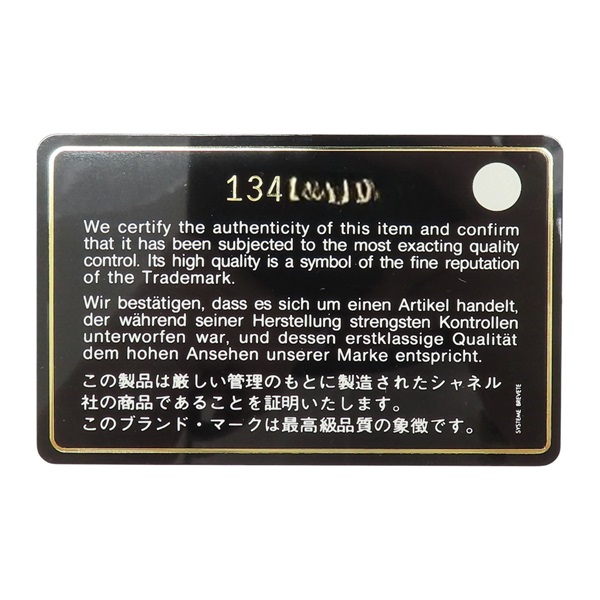 134
We certify the authenticity of this item and confirm
that it has been subjected to the most exacting quality
control. Its high quality is a symbol of the fine reputation
of the Trademark.
Wir bestätigen, dass es sich um einen Artikel handelt,
der während seiner Herstellung strengsten Kontrollen
unterworfen war, und dessen erstklassige Qualität
dem hohen Ansehen unserer Marke entspricht.
この製品は厳しい管理のもとに製造されたシャネル
社の商品であることを証明いたします。
このブランド・マークは最高級品質の象徴です。
SYSTEME BREVETE